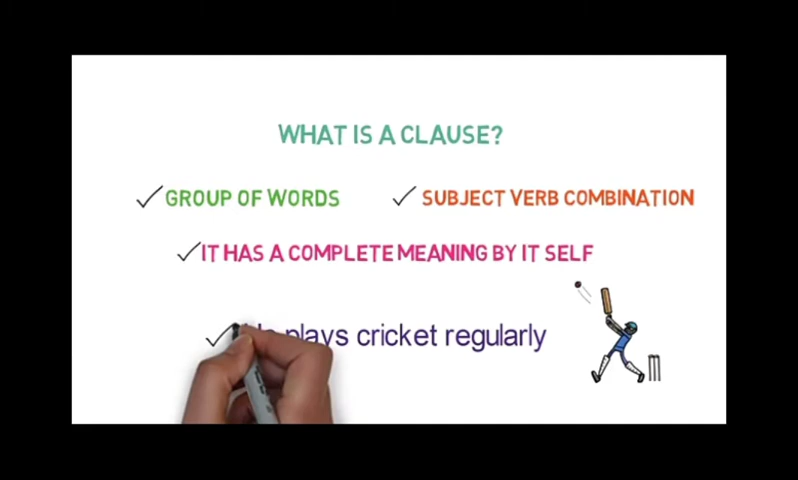 WHAT IS A CLAUSE?
GROUP OF WORDS SUBJECT VERB COMBINATION
IT HAS A COMPLETE MEANING BY IT SELF
plays cricket regularly